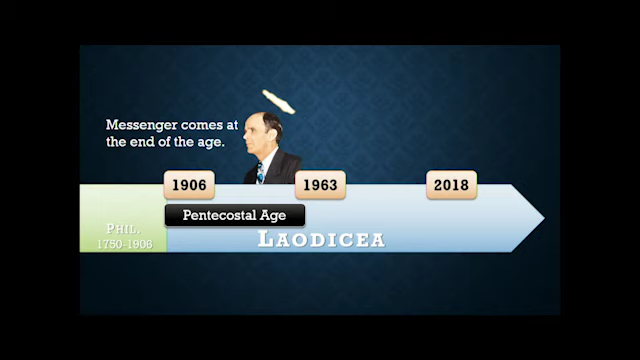 Messenger comes at
the end of the age.
1906
1963
2018
Pentecostal Age
PHIL.
1750-1906
LAODICEA